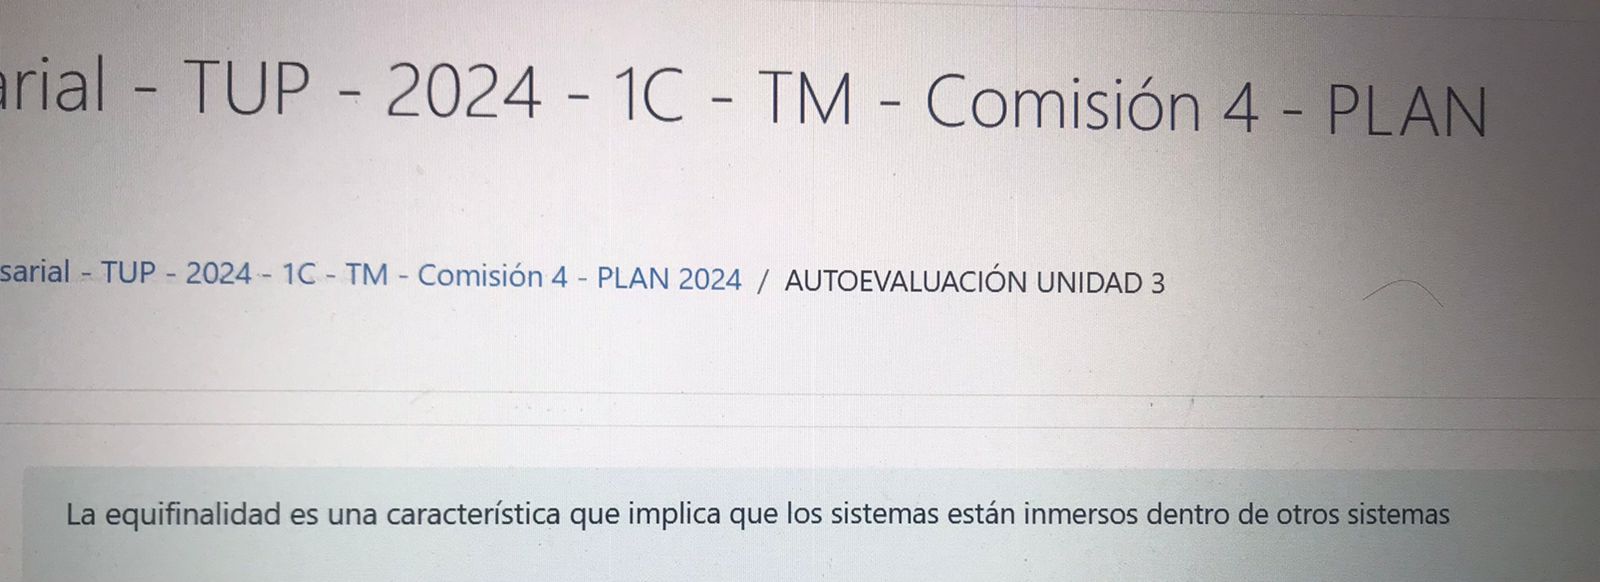 arial - TUP - 2024 - 1C - TM - Comisión 4 - PLAN
sarial - TUP - 2024 - 1C - TM - Comisión 4 - PLAN 2024 / AUTOEVALUACIÓN UNIDAD 3
La equifinalidad es una característica que implica que los sistemas están inmersos dentro de otros sistemas